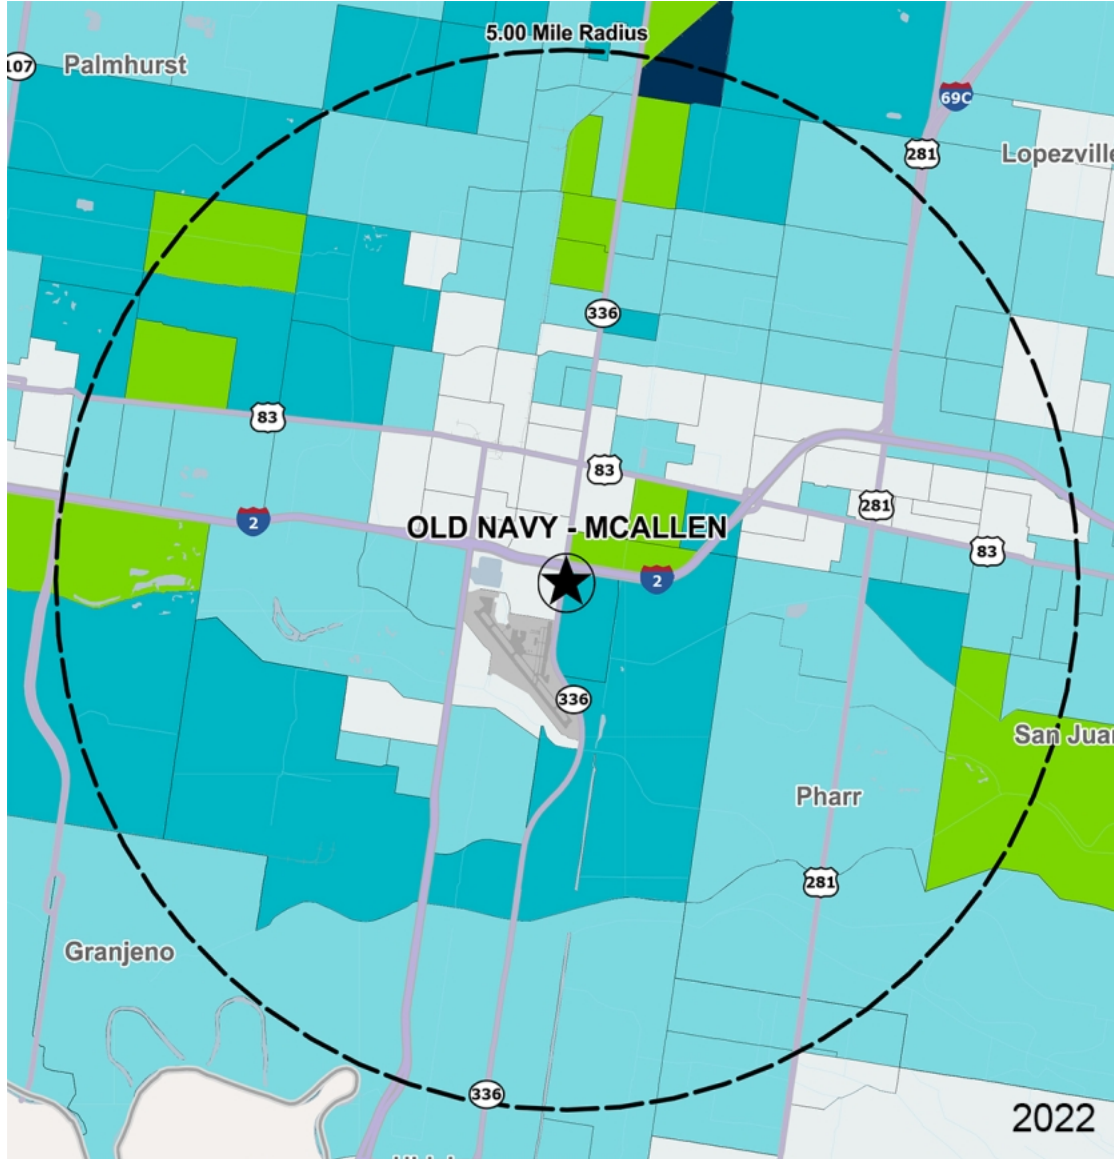 5.00 Mile Radius
107
Palmhurst
69C
281
Lopezville
336
83
83
281
OLD NAVY - MCALLEN
2
83
2
336
San Juan
Pharr
281
Granjeno
336
2022